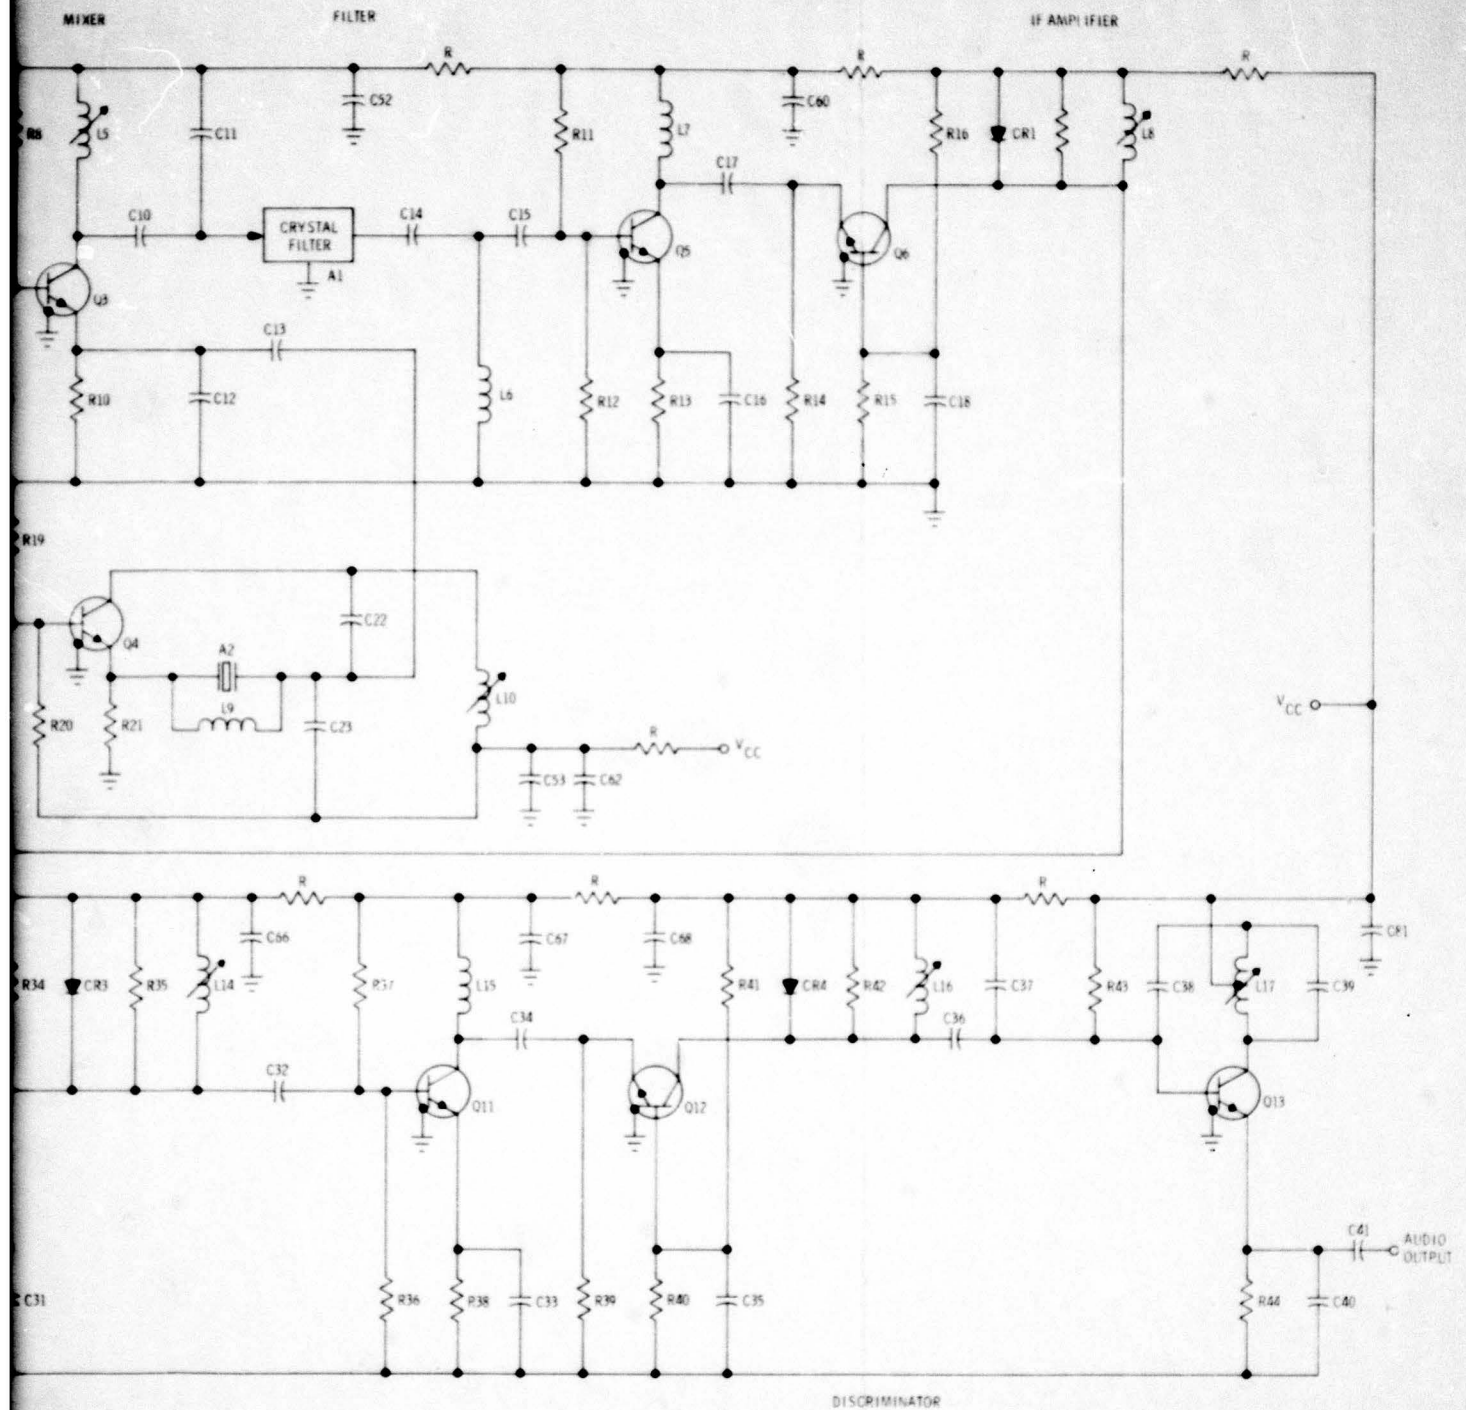 MIXER
FILTER
IF AMPLIFIER
R
R
R
C52
C60
R8
L5
C11
R11
L7
R16
CR1
L8
C17
C10
CRYSTAL
FILTER
C14
C15
Q5
Q6
A1
Q3
C13
R10
C12
L6
R12
R13
C16
R14
R15
C18
R19
C22
Q4
A2
L10
L9
R20
R21
C23
VCC
R
VCC
C53
C62
R
R
R
C66
C67
C68
C81
R34
CR3
R35
L14
R37
L15
R41
CR4
R42
L16
C37
R43
C38
L17
C39
C34
C36
C32
Q11
Q12
Q13
C41
AUDIO
OUTPUT
C31
R36
R38
C33
R39
R40
C35
R44
C40
DISCRIMINATOR